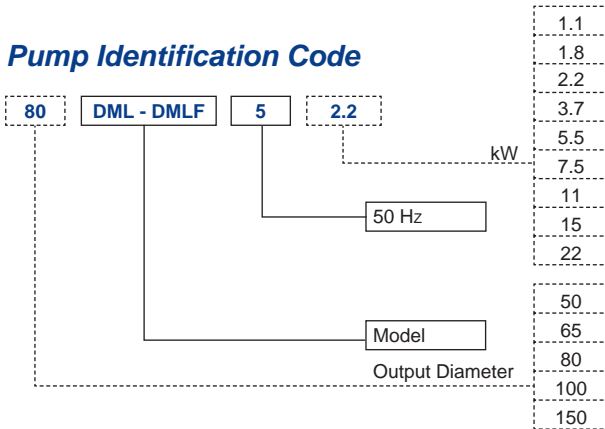 Pump Identification Code
80 DML - DMLF 5 2.2
kW
1.1
1.8
2.2
3.7
5.5
7.5
11
15
22
50 Hz
Model
Output Diameter
50
65
80
100
150